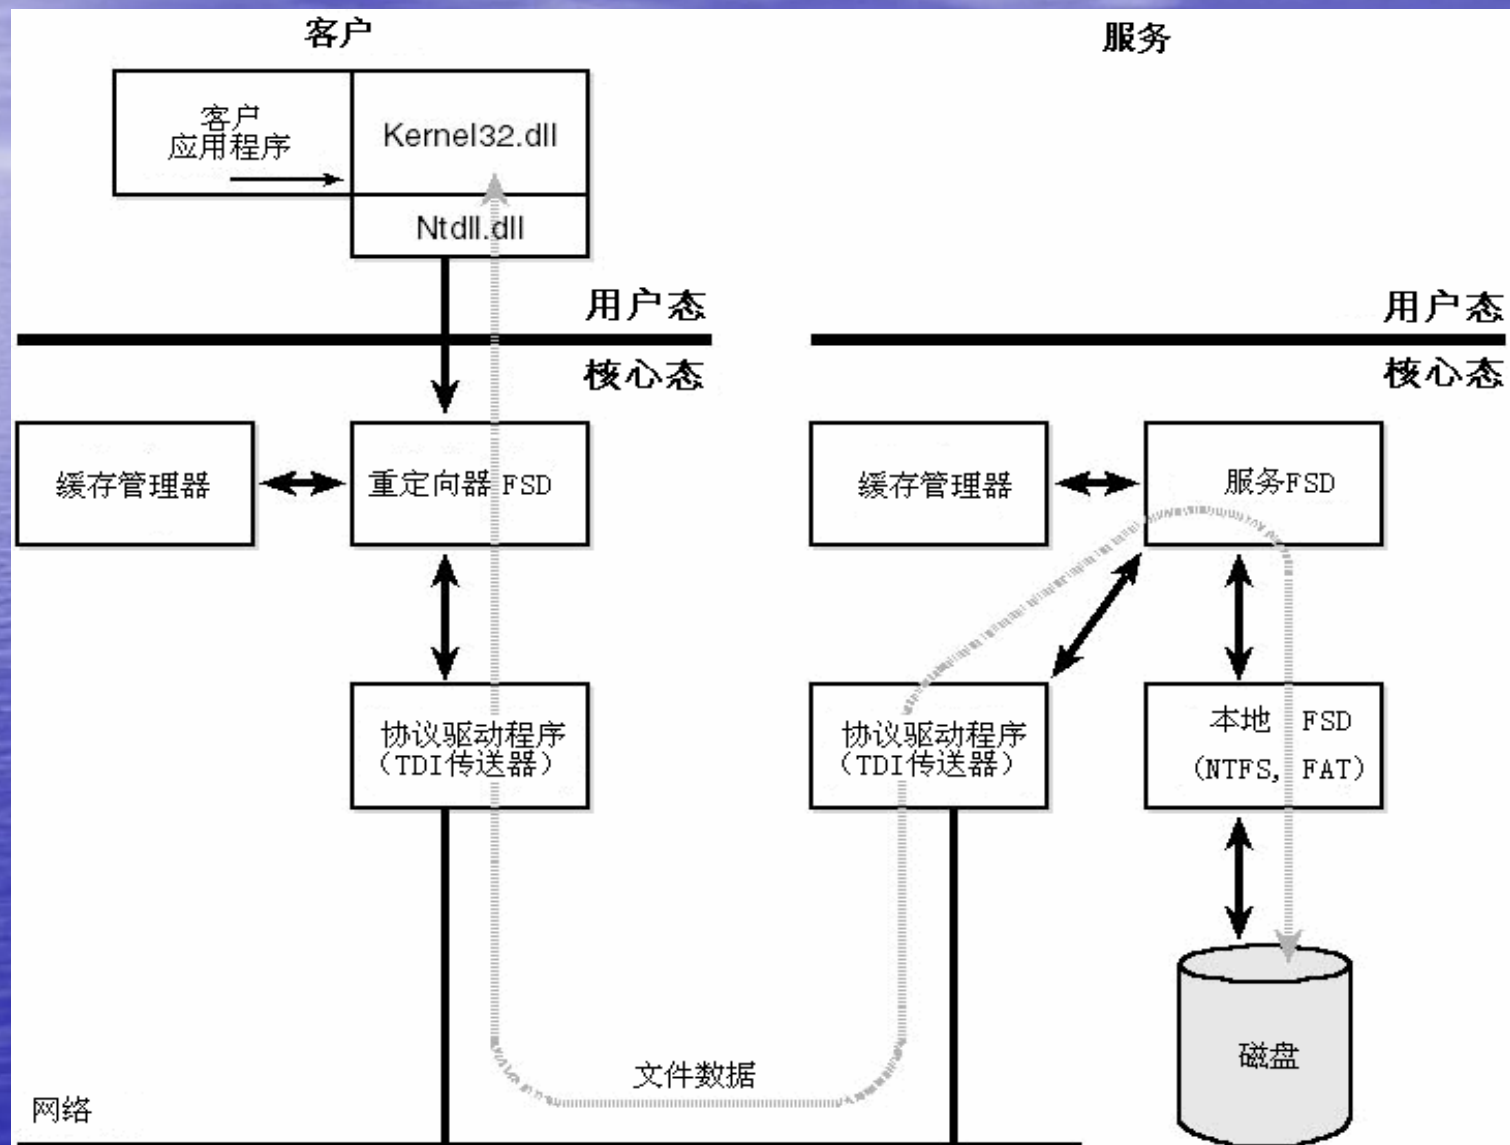 客户
服务
客户
应用程序
Kernel32.dll
Ntdll.dll
用户态
用户态
核心态
核心态
缓存管理器
重定向器 FSD
缓存管理器
服务FSD
协议驱动程序
(TDI传送器)
协议驱动程序
(TDI传送器)
本地 FSD
(NTFS, FAT)
磁盘
文件数据
网络